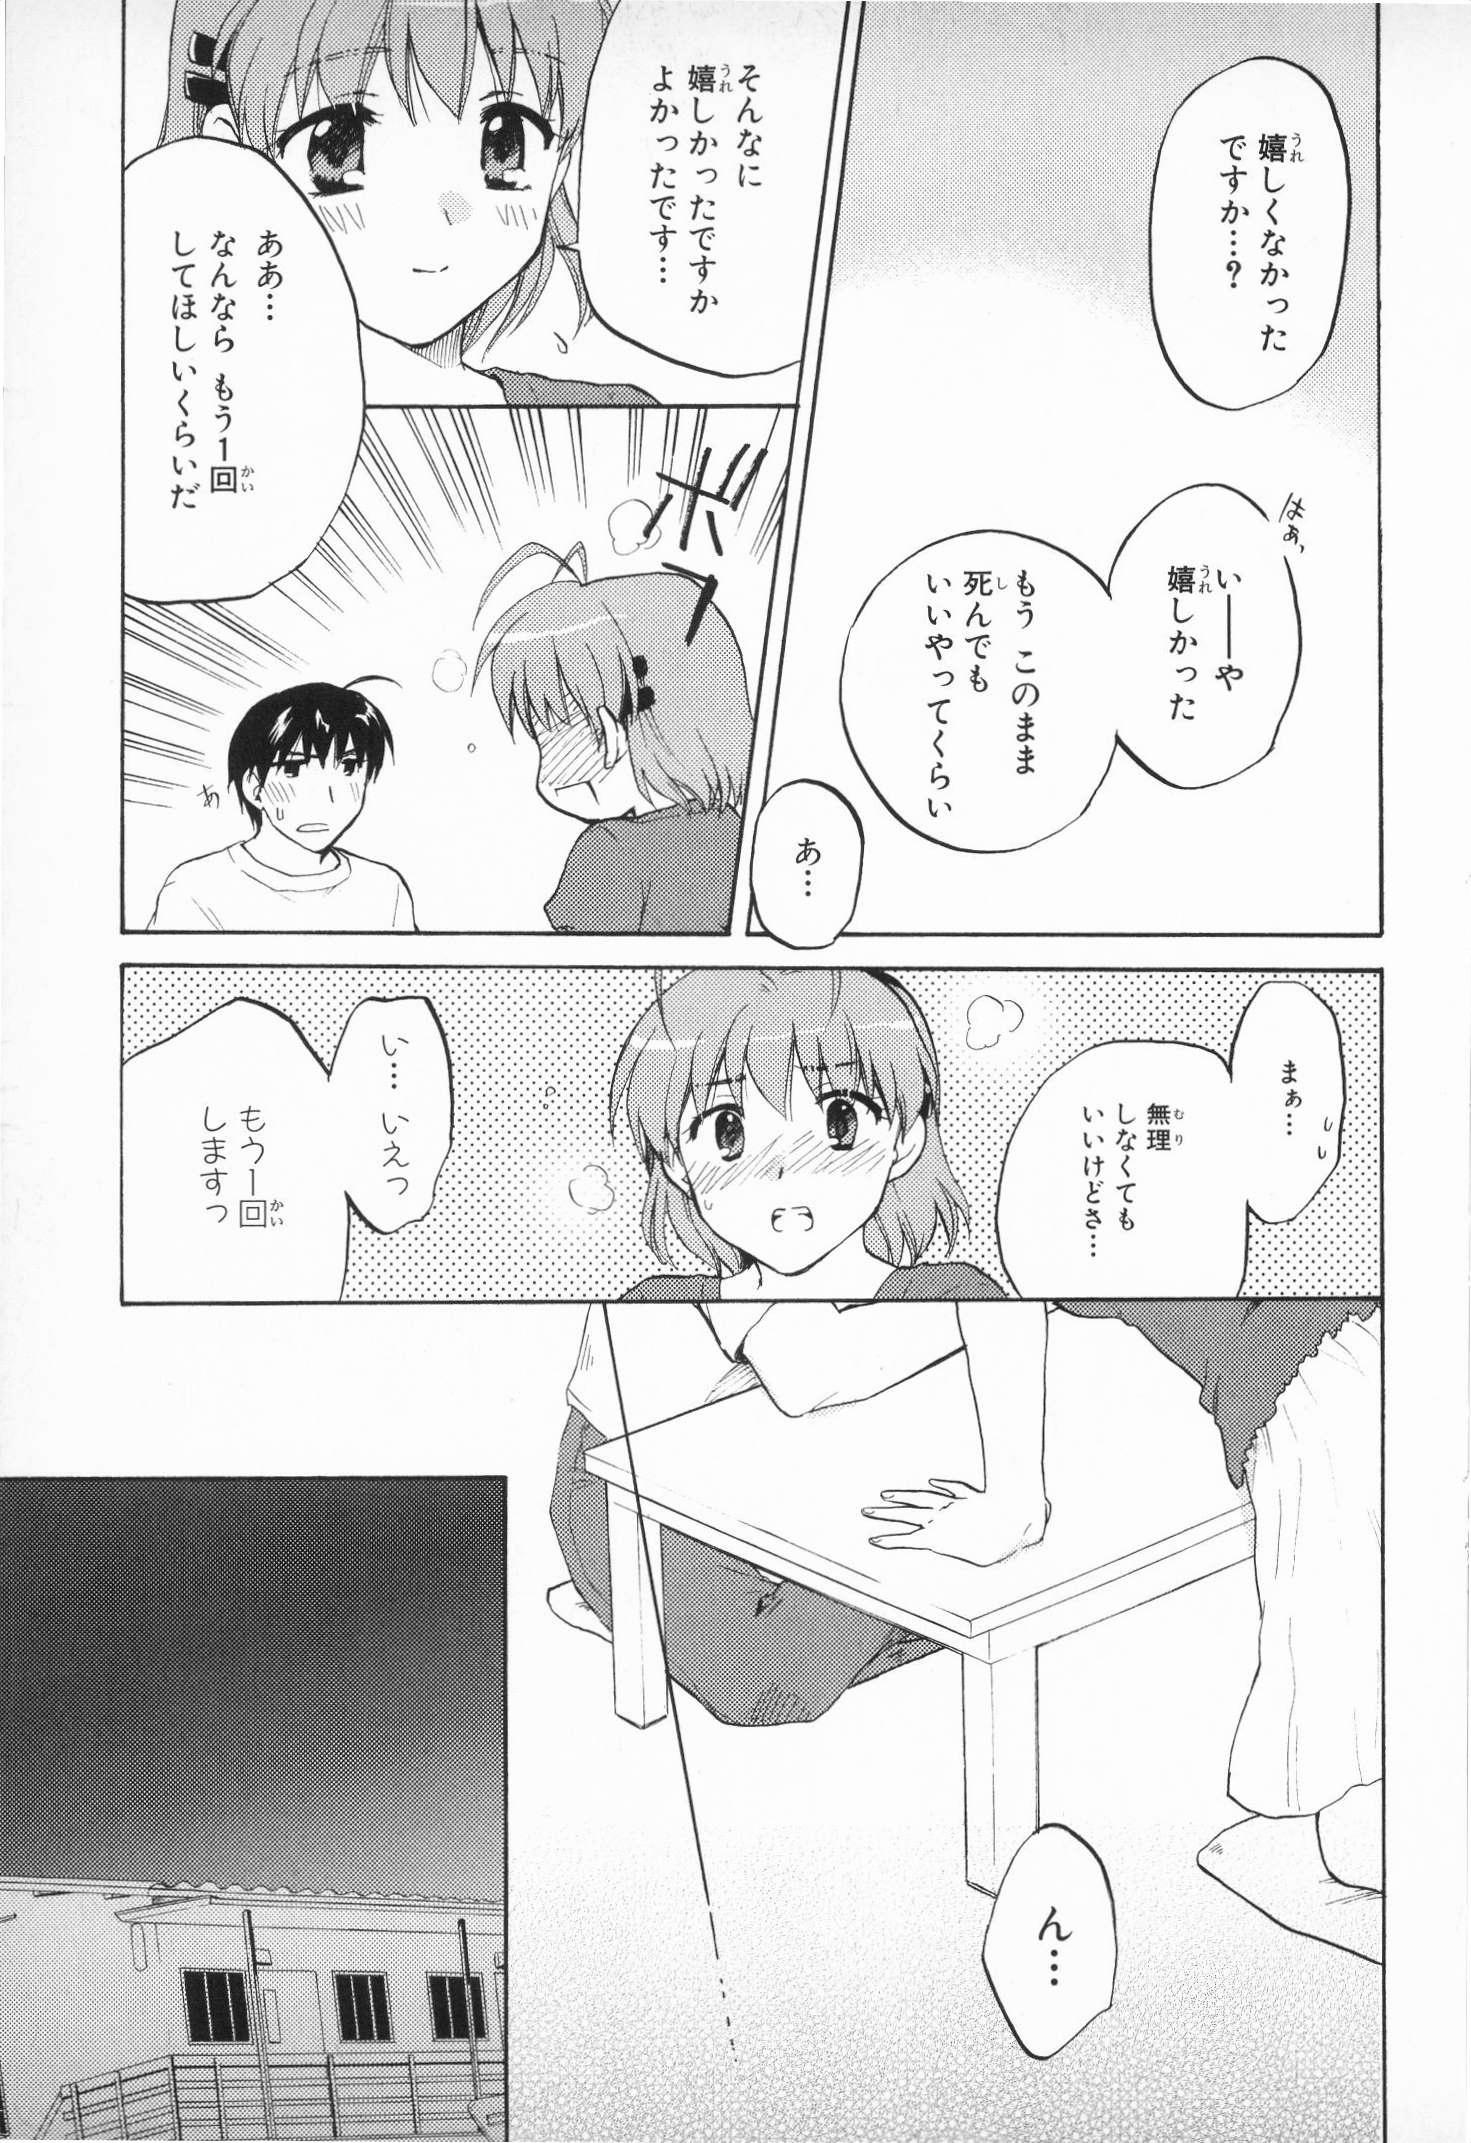 嬉しくなかった
ですか…?
はぁ、
い――や
嬉しかった
もう このまま
死んでも
いいやってくらい
そんなに
嬉しかったですか
よかったです…
ああ…
なんなら もう1回
してほしいくらいだ
ボッ
あ
あ…
まぁ…
無理
しなくても
いいけどさ…
い… いえっ
もう1回
しますっ
ん…